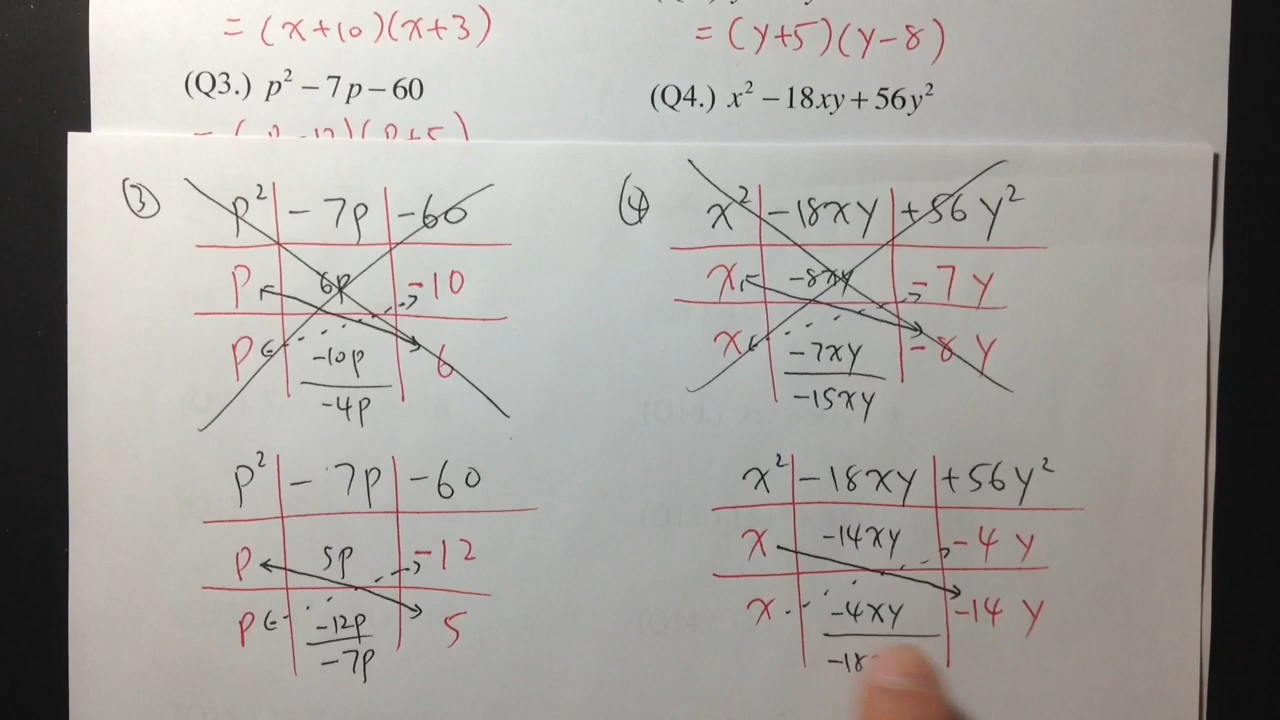 = (x+10)(x+3)
= (y+5)(y-8)
(Q3.) p² – 7p – 60
(Q4.) x² – 18xy + 56y²
③
p² - 7p - 60
p 6p -10
p -10p 6
-4p
④
x² - 18xy + 56y²
x -8xy -7y
x -7xy -8y
-15xy
p² - 7p - 60
p 5p -12
p -12p 5
-7p
x² - 18xy + 56y²
x -14xy -4y
x -4xy -14y
-18